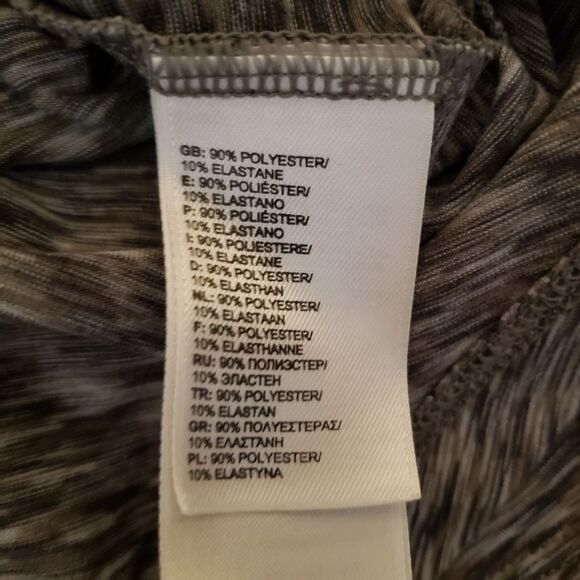 GB: 90% POLYESTER/
10% ELASTANE
E: 90% POLIÉSTER/
10% ELASTANO
P: 90% POLIÉSTER/
10% ELASTANO
I: 90% POLIESTERE/
10% ELASTANE
D: 90% POLYESTER/
10% ELASTHAN
NL: 90% POLYESTER/
10% ELASTAAN
F: 90% POLYESTER/
10% ELASTHANNE
RU: 90% ПОЛИЭСТЕР/
10% ЭЛАСТЕН
TR: 90% POLYESTER/
10% ELASTAN
GR: 90% ΠΟΛΥΕΣΤΕΡΑΣ/
10% ΕΛΑΣΤΑΝΗ
PL: 90% POLYESTER/
10% ELASTYNA